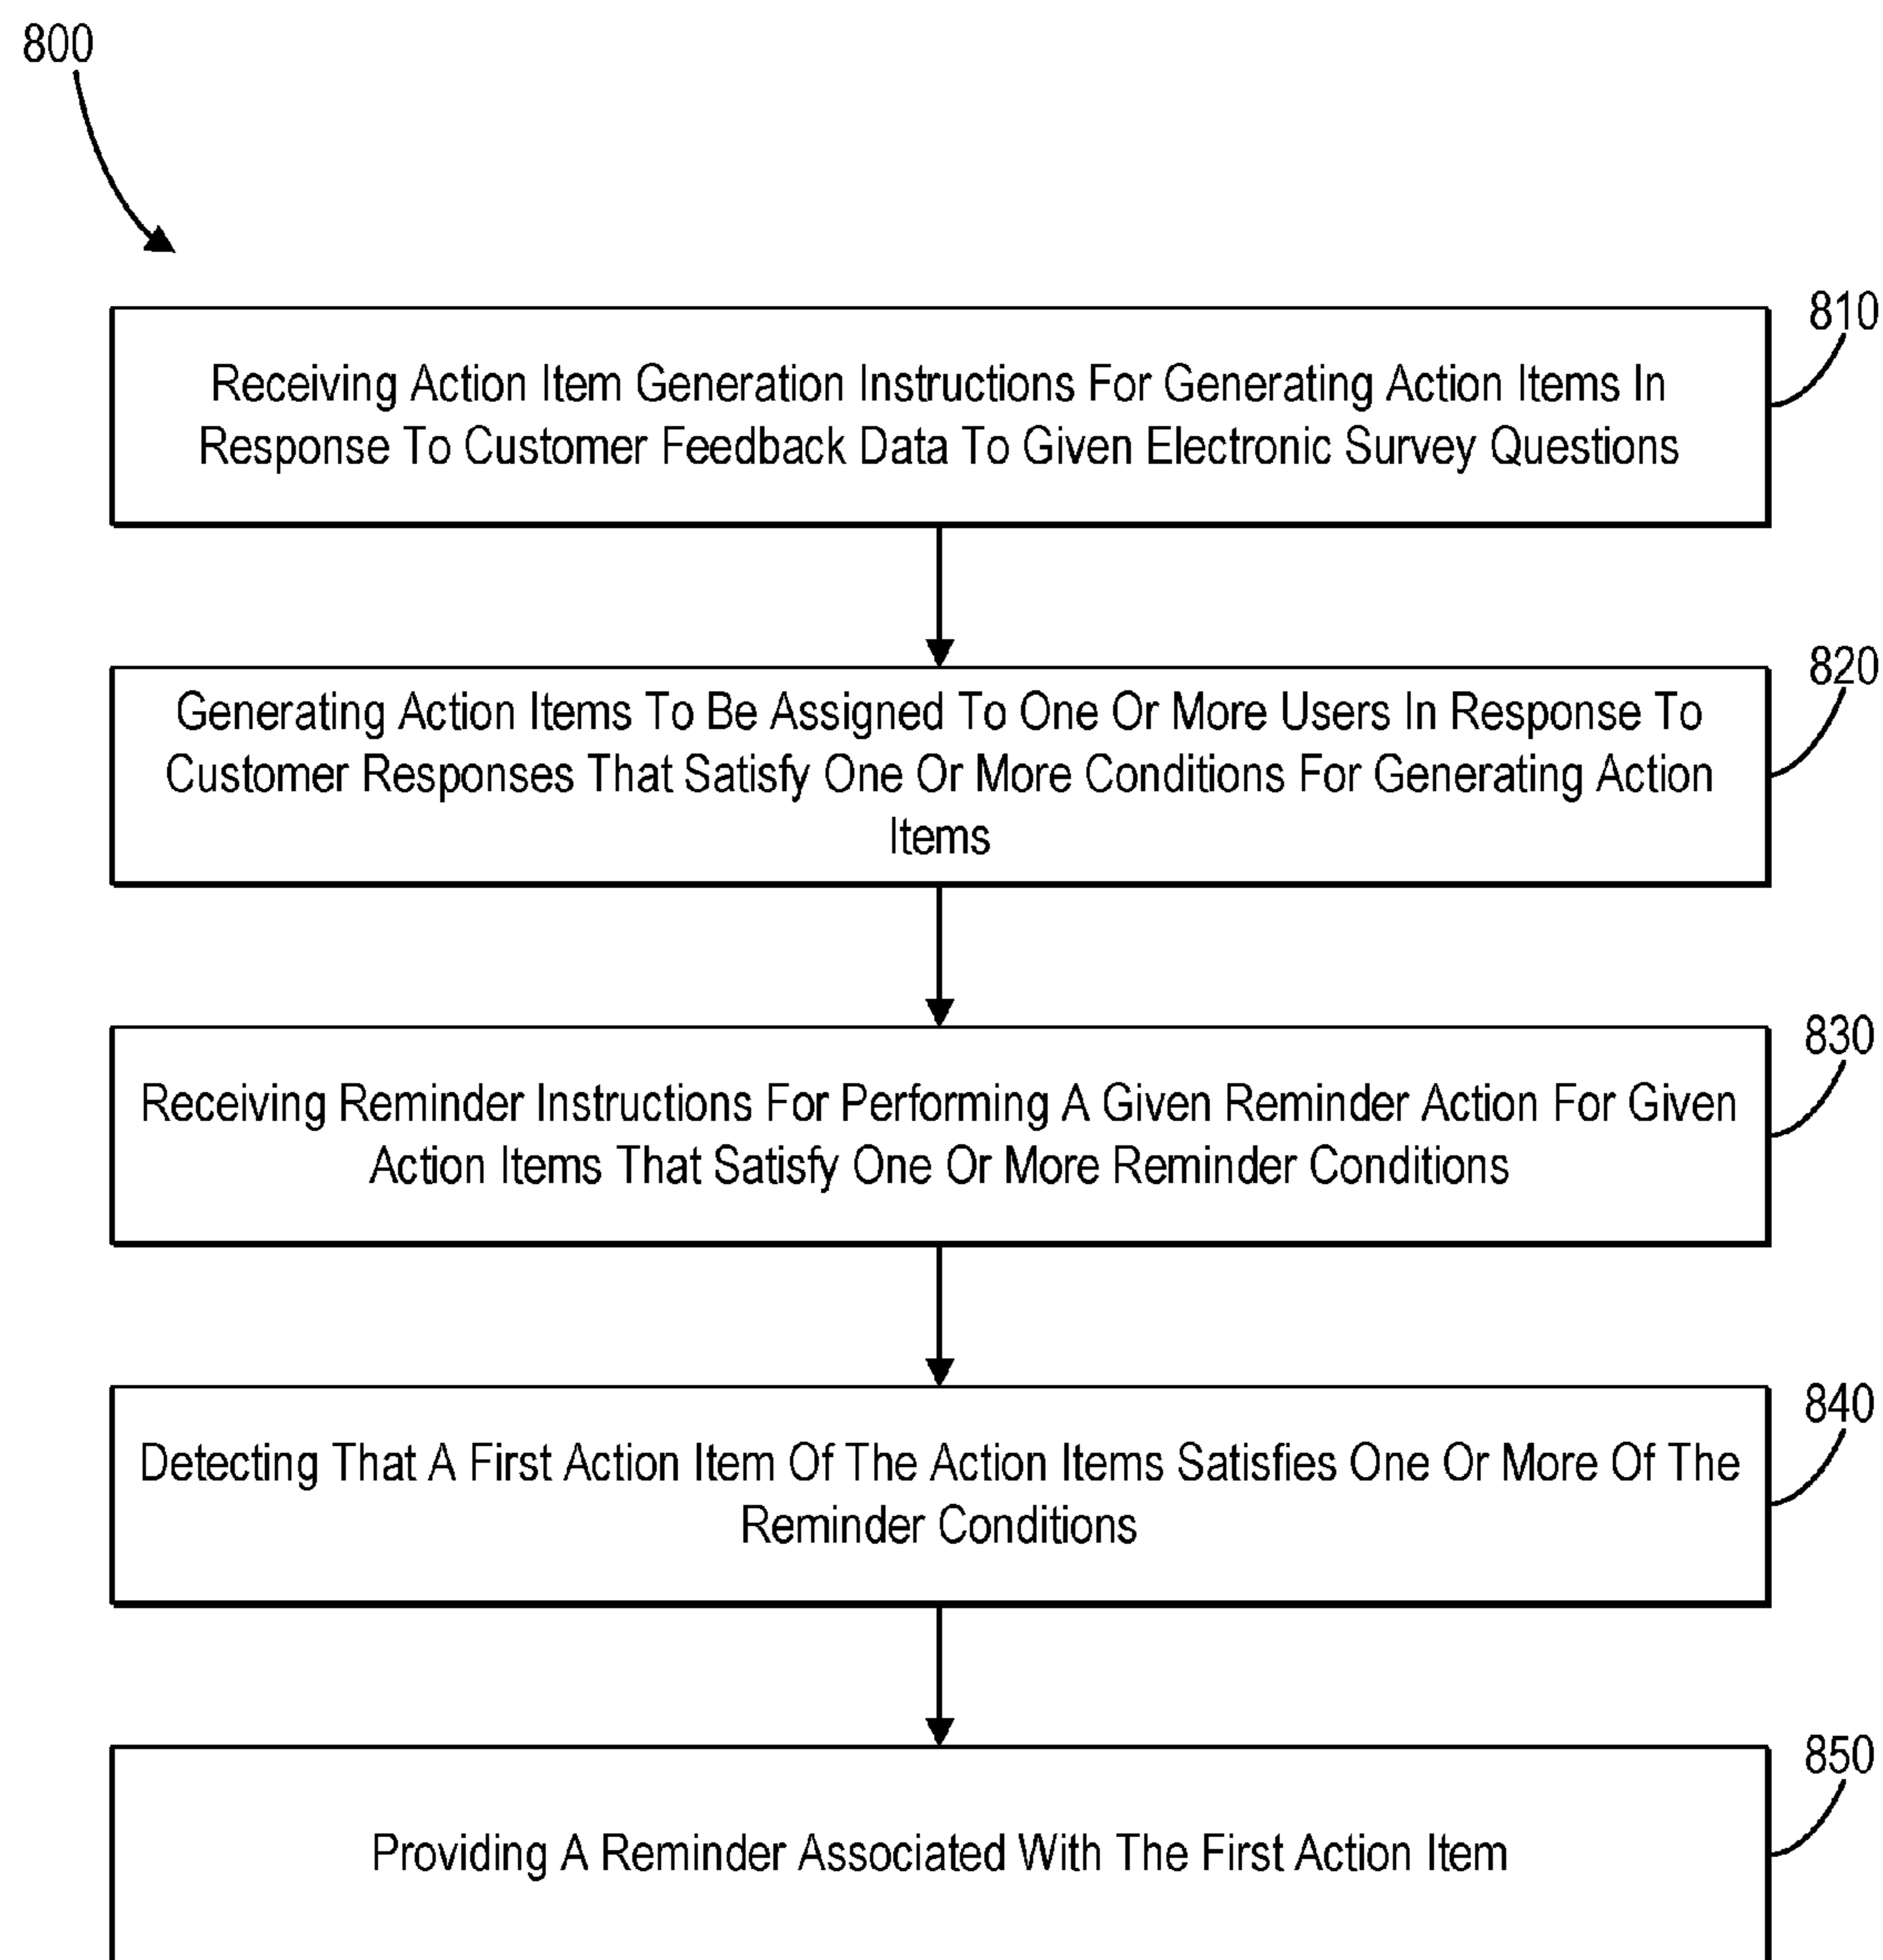 800
810
Receiving Action Item Generation Instructions For Generating Action Items In
Response To Customer Feedback Data To Given Electronic Survey Questions
820
Generating Action Items To Be Assigned To One Or More Users In Response To
Customer Responses That Satisfy One Or More Conditions For Generating Action
Items
830
Receiving Reminder Instructions For Performing A Given Reminder Action For Given
Action Items That Satisfy One Or More Reminder Conditions
840
Detecting That A First Action Item Of The Action Items Satisfies One Or More Of The
Reminder Conditions
850
Providing A Reminder Associated With The First Action Item